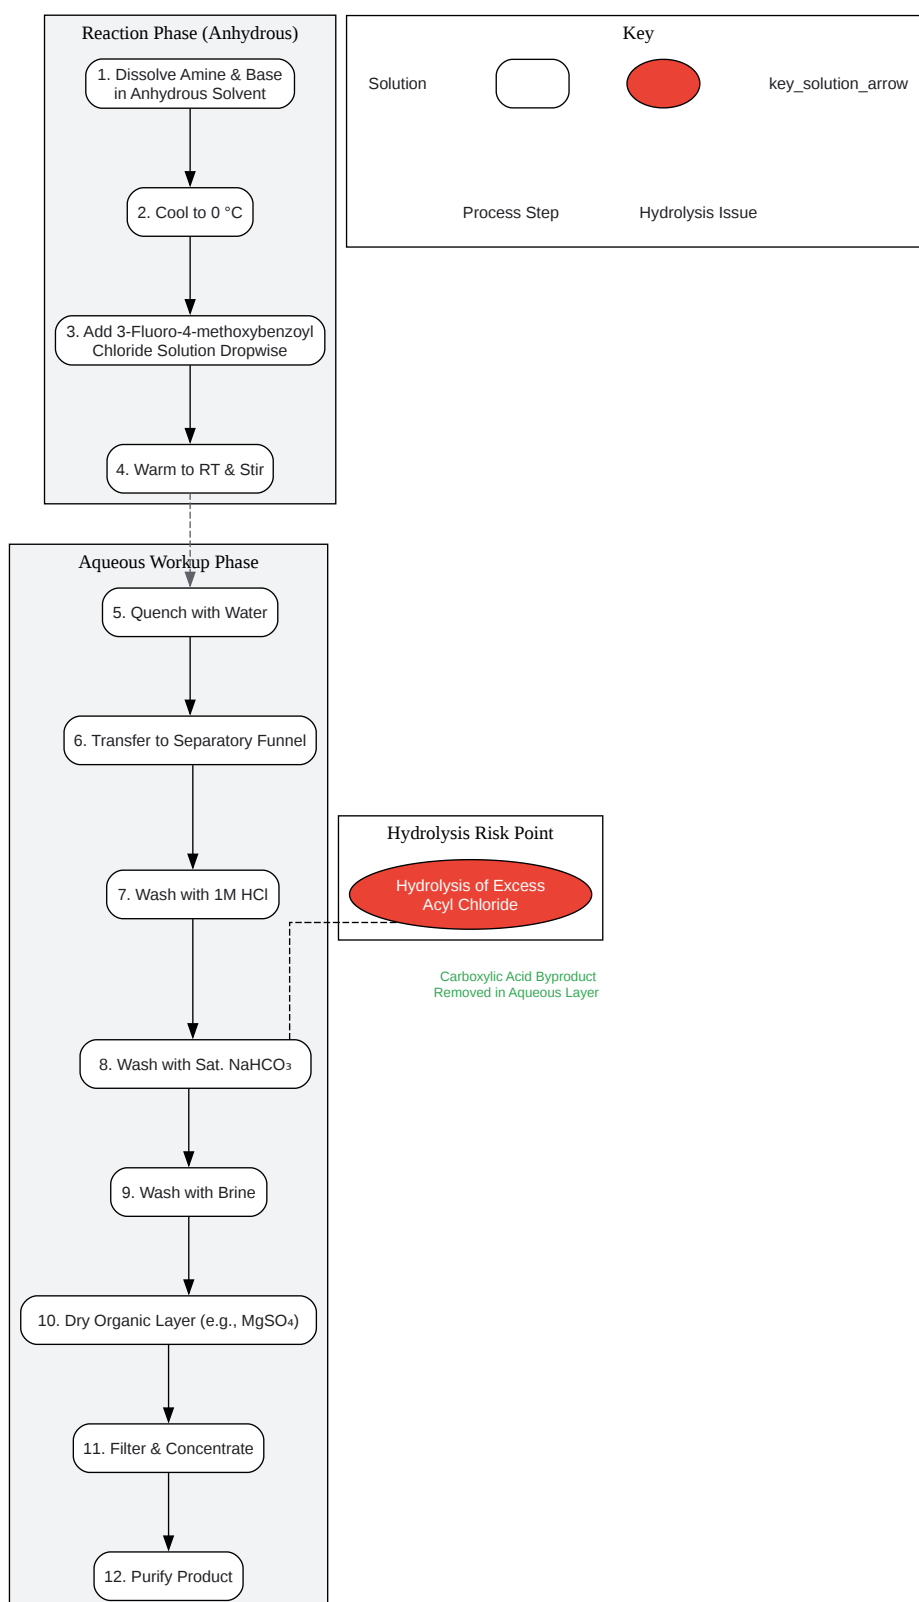 Reaction Phase (Anhydrous)
1. Dissolve Amine & Base
in Anhydrous Solvent
2. Cool to 0 °C
3. Add 3-Fluoro-4-methoxybenzoyl
Chloride Solution Dropwise
4. Warm to RT & Stir
Key
Solution
key_solution_arrow
Process Step
Hydrolysis Issue
Aqueous Workup Phase
5. Quench with Water
6. Transfer to Separatory Funnel
7. Wash with 1M HCl
Hydrolysis Risk Point
Hydrolysis of Excess
Acyl Chloride
Carboxylic Acid Byproduct
Removed in Aqueous Layer
8. Wash with Sat. NaHCO₃
9. Wash with Brine
10. Dry Organic Layer (e.g., MgSO₄)
11. Filter & Concentrate
12. Purify Product